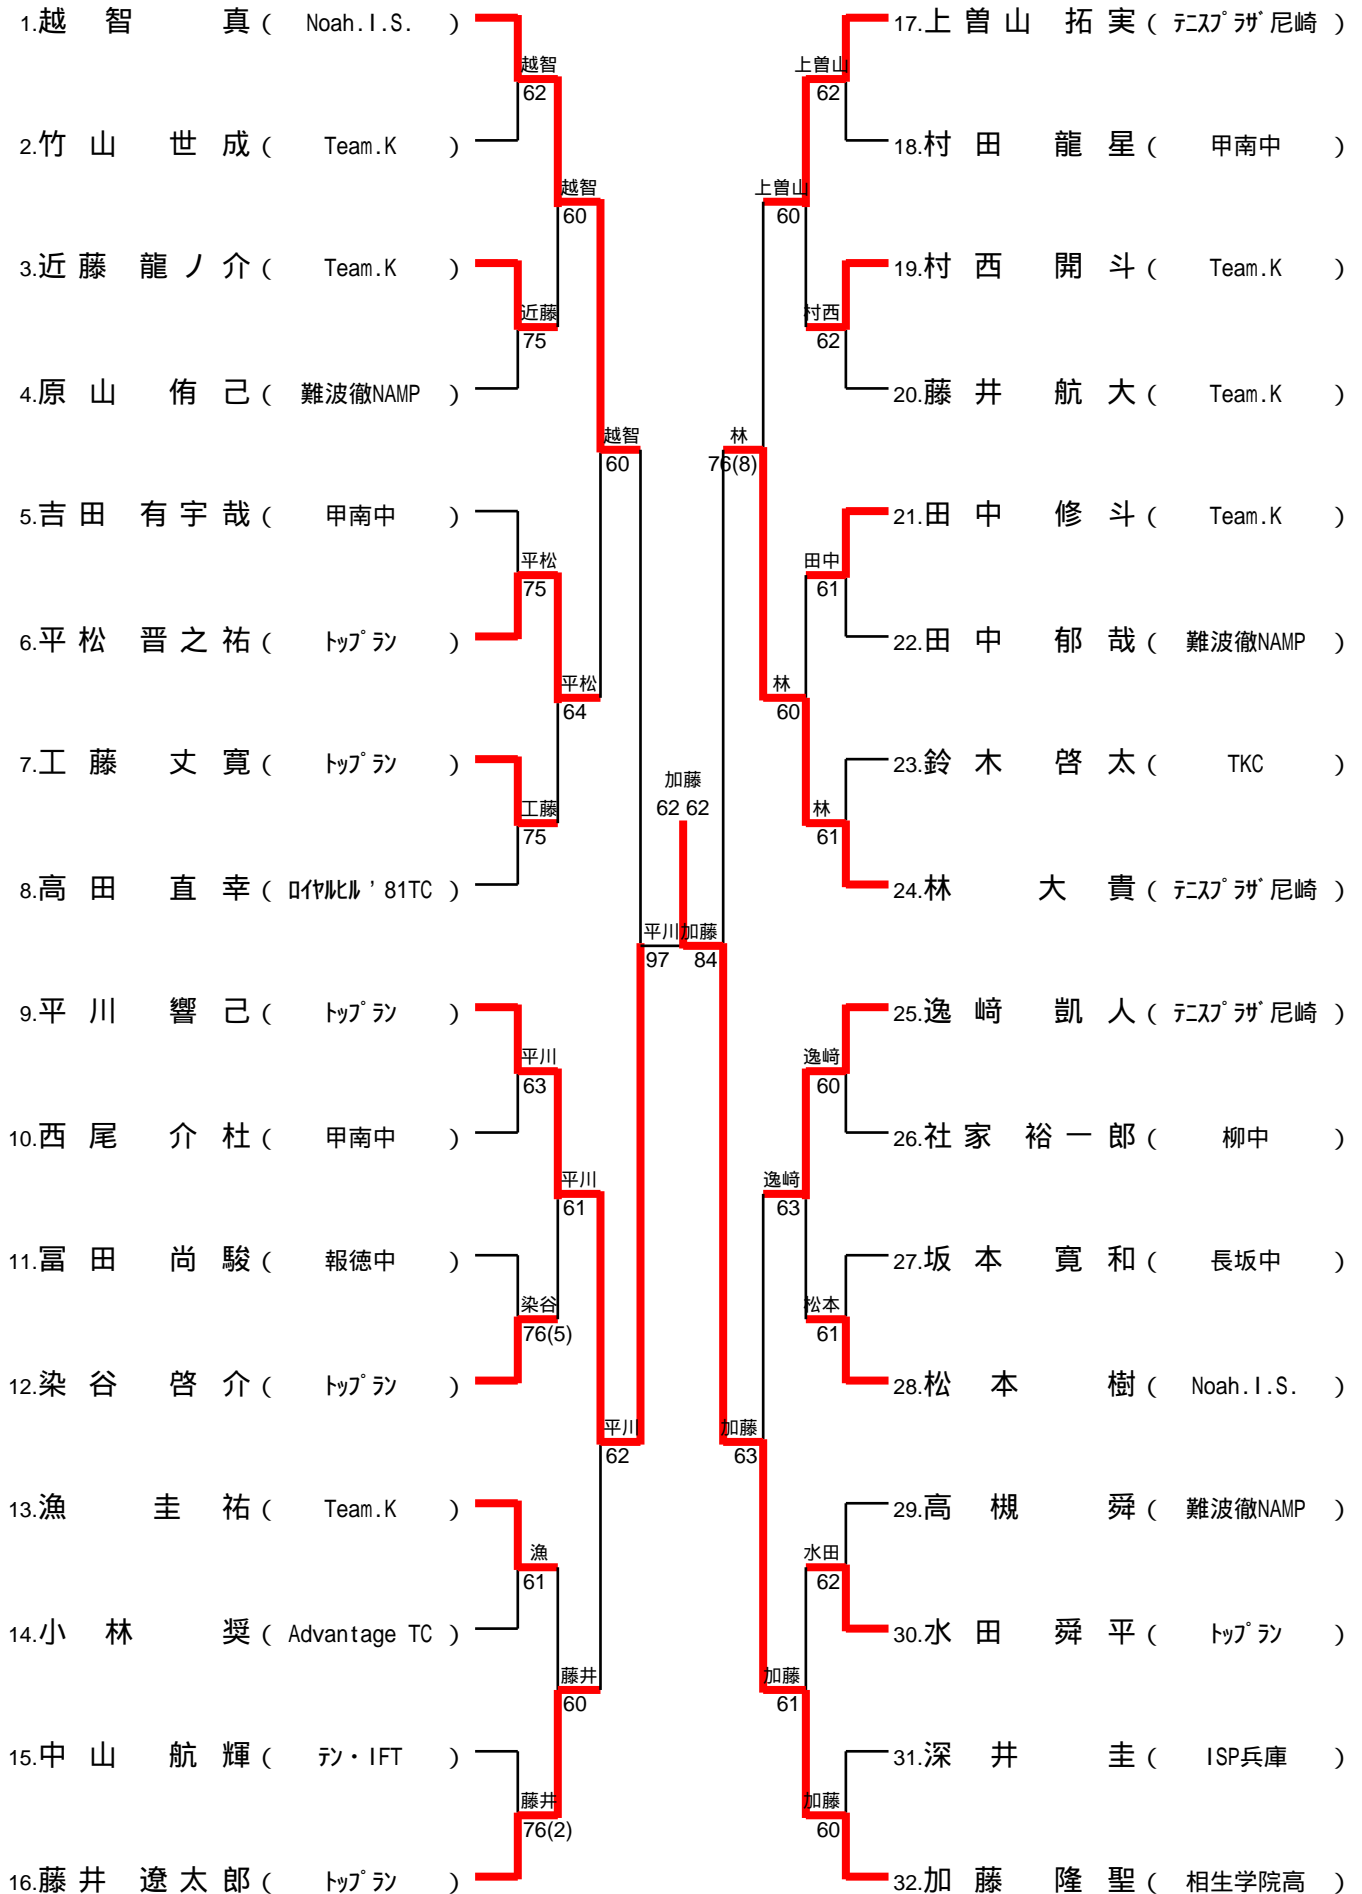 1.越智 真 ( Noah.I.S. )
越智
62
2.竹山 世成 ( Team.K )
越智
60
3.近藤 龍ノ介 ( Team.K )
近藤
75
4.原山 侑己 ( 難波徹NAMP )
越智
60
5.吉田 有宇哉 ( 甲南中 )
平松
75
6.平松 晋之祐 ( トップラン )
平松
64
7.工藤 丈寛 ( トップラン )
工藤
75
8.高田 直幸 ( ロイヤルヒル'81TC )
平川
97
9.平川 響己 ( トップラン )
平川
63
10.西尾 介杜 ( 甲南中 )
平川
61
11.冨田 尚駿 ( 報徳中 )
染谷
76(5)
12.染谷 啓介 ( トップラン )
平川
62
13.漁 圭祐 ( Team.K )
漁
61
14.小林 奨 ( Advantage TC )
藤井
60
15.中山 航輝 ( テン・IFT )
藤井
76(2)
16.藤井 遼太郎 ( トップラン )
加藤
62 62
17.上曽山 拓実 ( テニスプラザ尼崎 )
上曽山
62
18.村田 龍星 ( 甲南中 )
上曽山
60
19.村西 開斗 ( Team.K )
村西
62
20.藤井 航大 ( Team.K )
林
76(8)
21.田中 修斗 ( Team.K )
田中
61
22.田中 郁哉 ( 難波徹NAMP )
林
60
23.鈴木 啓太 ( TKC )
林
61
24.林 大貴 ( テニスプラザ尼崎 )
加藤
84
25.逸﨑 凱人 ( テニスプラザ尼崎 )
逸﨑
60
26.社家 裕一郎 ( 柳中 )
逸﨑
63
27.坂本 寛和 ( 長坂中 )
松本
61
28.松本 樹 ( Noah.I.S. )
加藤
63
29.高槻 舜 ( 難波徹NAMP )
水田
62
30.水田 舜平 ( トップラン )
加藤
61
31.深井 圭 ( ISP兵庫 )
加藤
60
32.加藤 隆聖 ( 相生学院高 )